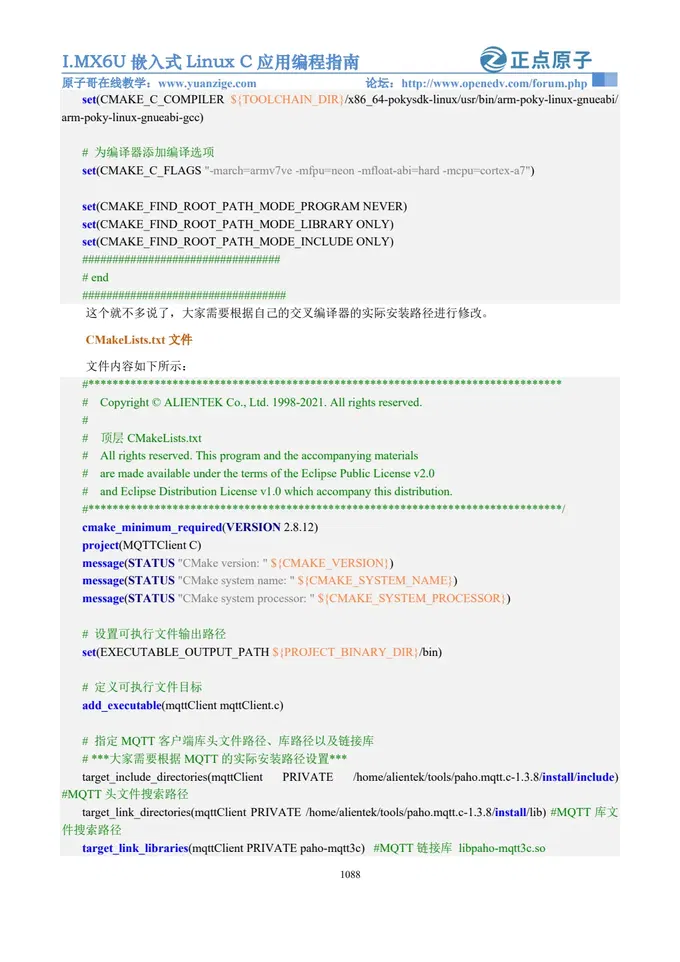 I.MX6U 嵌入式 Linux C 应用编程指南
正点原子
原子哥在线教学：www.yuanzige.com 论坛：http://www.openedv.com/forum.php
set(CMAKE_C_COMPILER ${TOOLCHAIN_DIR}/x86_64-pokysdk-linux/usr/bin/arm-poky-linux-gnueabi/
arm-poky-linux-gnueabi-gcc)
# 为编译器添加编译选项
set(CMAKE_C_FLAGS "-march=armv7ve -mfpu=neon -mfloat-abi=hard -mcpu=cortex-a7")
set(CMAKE_FIND_ROOT_PATH_MODE_PROGRAM NEVER)
set(CMAKE_FIND_ROOT_PATH_MODE_LIBRARY ONLY)
set(CMAKE_FIND_ROOT_PATH_MODE_INCLUDE ONLY)
#################################
# end
##################################
这个就不多说了，大家需要根据自己的交叉编译器的实际安装路径进行修改。
CMakeLists.txt 文件
文件内容如下所示：
#*******************************************************************************
# Copyright © ALIENTEK Co., Ltd. 1998-2021. All rights reserved.
#
# 顶层 CMakeLists.txt
# All rights reserved. This program and the accompanying materials
# are made available under the terms of the Eclipse Public License v2.0
# and Eclipse Distribution License v1.0 which accompany this distribution.
#*******************************************************************************/
cmake_minimum_required(VERSION 2.8.12)
project(MQTTClient C)
message(STATUS "CMake version: " ${CMAKE_VERSION})
message(STATUS "CMake system name: " ${CMAKE_SYSTEM_NAME})
message(STATUS "CMake system processor: " ${CMAKE_SYSTEM_PROCESSOR})
# 设置可执行文件输出路径
set(EXECUTABLE_OUTPUT_PATH ${PROJECT_BINARY_DIR}/bin)
# 定义可执行文件目标
add_executable(mqttClient mqttClient.c)
# 指定 MQTT 客户端库头文件路径、库路径以及链接库
# ***大家需要根据 MQTT 的实际安装路径设置***
target_include_directories(mqttClient PRIVATE /home/alientek/tools/paho.mqtt.c-1.3.8/install/include)
#MQTT 头文件搜索路径
target_link_directories(mqttClient PRIVATE /home/alientek/tools/paho.mqtt.c-1.3.8/install/lib) #MQTT 库文
件搜索路径
target_link_libraries(mqttClient PRIVATE paho-mqtt3c) #MQTT 链接库 libpaho-mqtt3c.so
1088